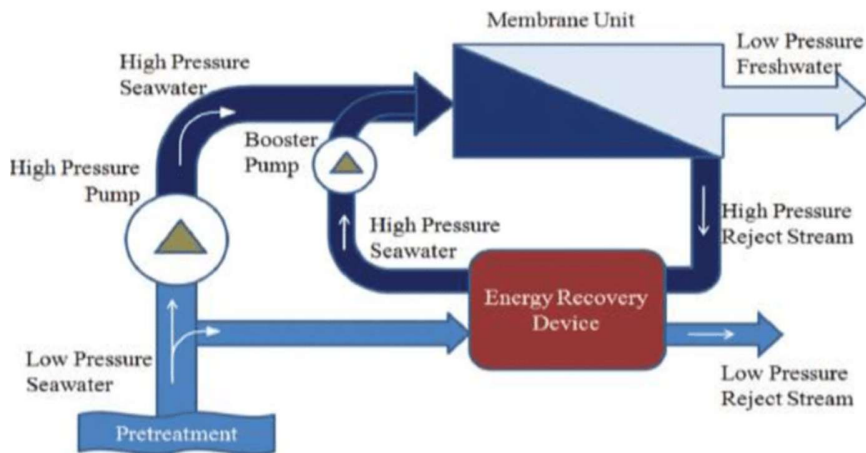 Membrane Unit
Low Pressure
Freshwater
High Pressure
Seawater
Booster
Pump
High Pressure
Pump
High Pressure
Seawater
High Pressure
Reject Stream
Energy Recovery
Device
Low Pressure
Seawater
Low Pressure
Reject Stream
Pretreatment